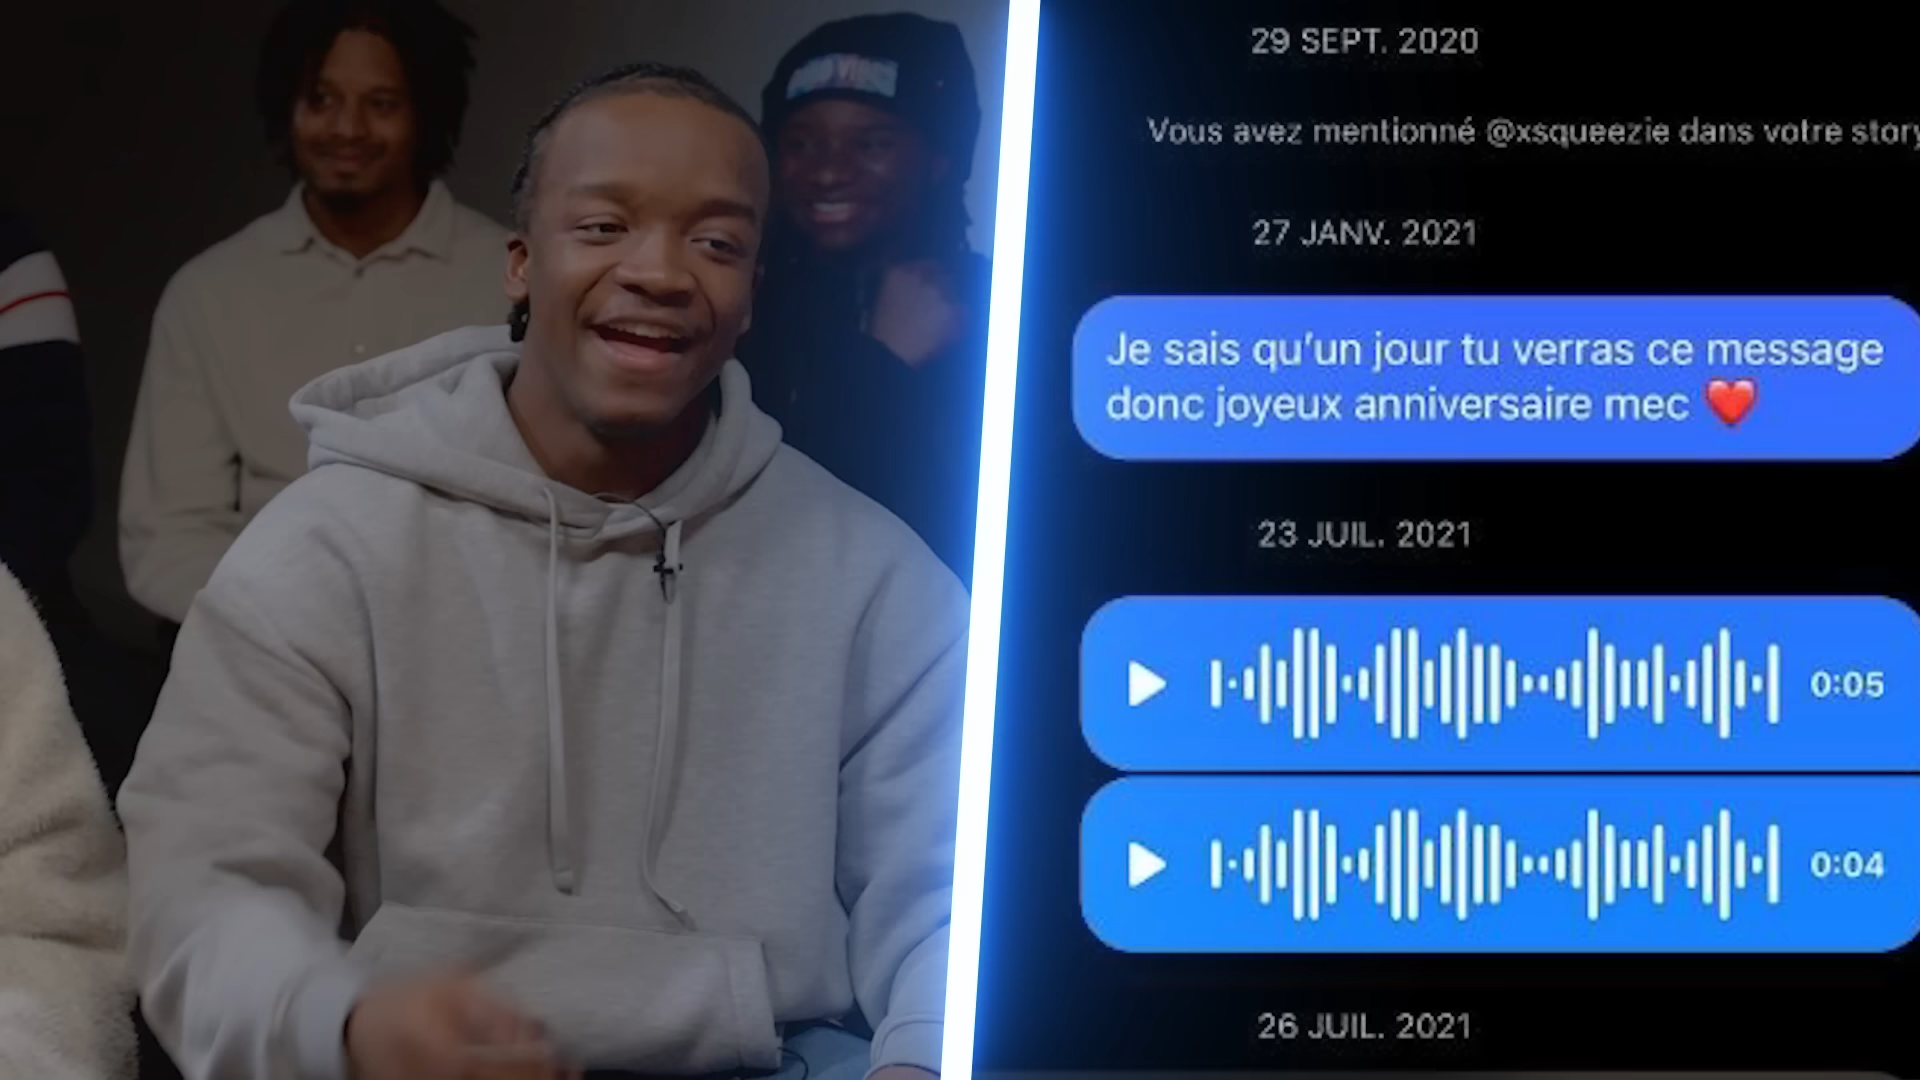 29 SEPT. 2020
Vous avez mentionné @xsqueezie dans votre story
27 JANV. 2021
Je sais qu’un jour tu verras ce message
donc joyeux anniversaire mec ❤️
23 JUIL. 2021
0:05
0:04
26 JUIL. 2021